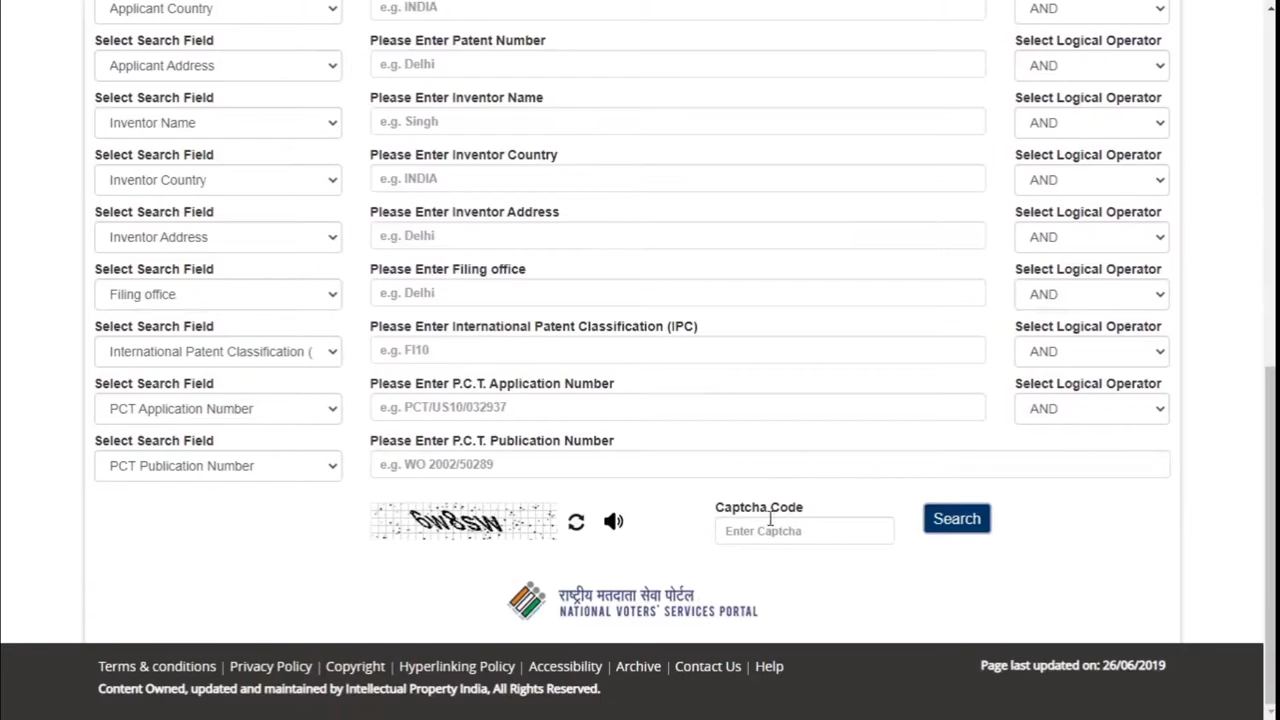 Applicant Country e.g. INDIA AND
Select Search Field Please Enter Patent Number Select Logical Operator
Applicant Address e.g. Delhi AND
Select Search Field Please Enter Inventor Name Select Logical Operator
Inventor Name e.g. Singh AND
Select Search Field Please Enter Inventor Country Select Logical Operator
Inventor Country e.g. INDIA AND
Select Search Field Please Enter Inventor Address Select Logical Operator
Inventor Address e.g. Delhi AND
Select Search Field Please Enter Filing office Select Logical Operator
Filing office e.g. Delhi AND
Select Search Field Please Enter International Patent Classification (IPC) Select Logical Operator
International Patent Classification ( e.g. FI10 AND
Select Search Field Please Enter P.C.T. Application Number Select Logical Operator
PCT Application Number e.g. PCT/US10/032937 AND
Select Search Field Please Enter P.C.T. Publication Number
PCT Publication Number e.g. WO 2002/50289
Captcha Code
6w8sw Enter Captcha Search
राष्ट्रीय मतदाता सेवा पोर्टल
NATIONAL VOTERS' SERVICES PORTAL
Terms & conditions | Privacy Policy | Copyright | Hyperlinking Policy | Accessibility | Archive | Contact Us | Help Page last updated on: 26/06/2019
Content Owned, updated and maintained by Intellectual Property India, All Rights Reserved.